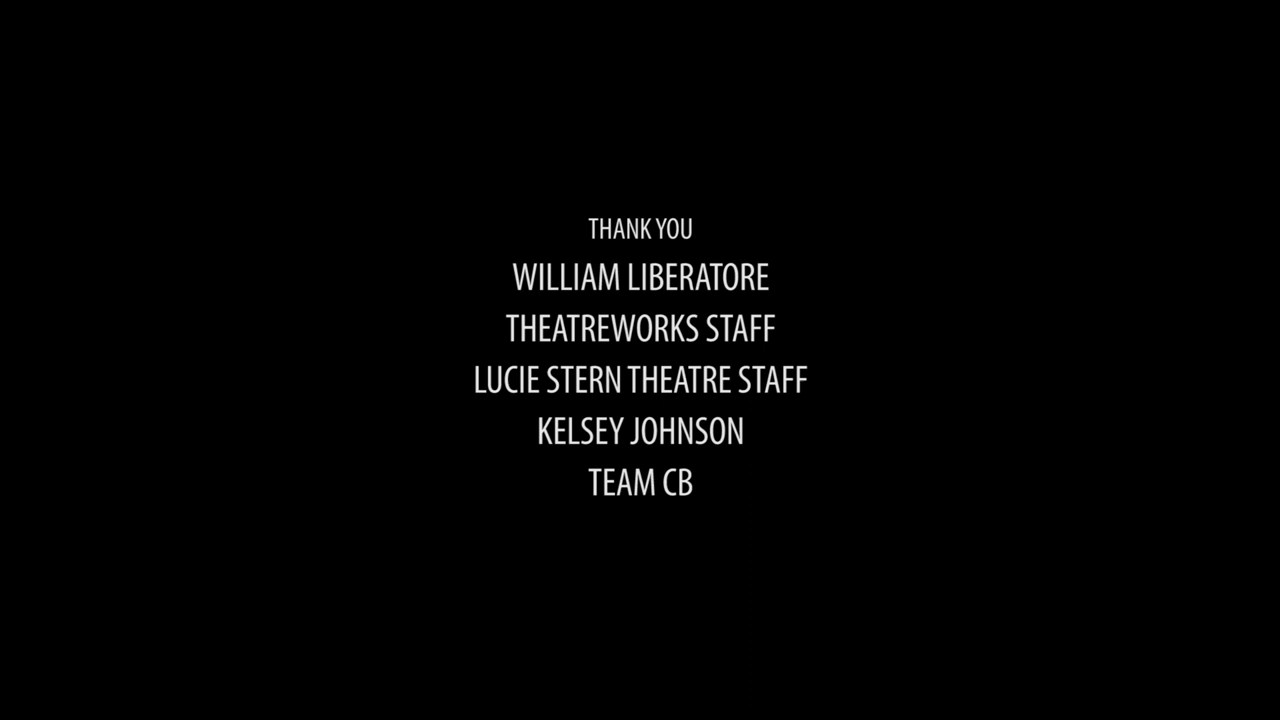 THANK YOU
WILLIAM LIBERATORE
THEATREWORKS STAFF
LUCIE STERN THEATRE STAFF
KELSEY JOHNSON
TEAM CB